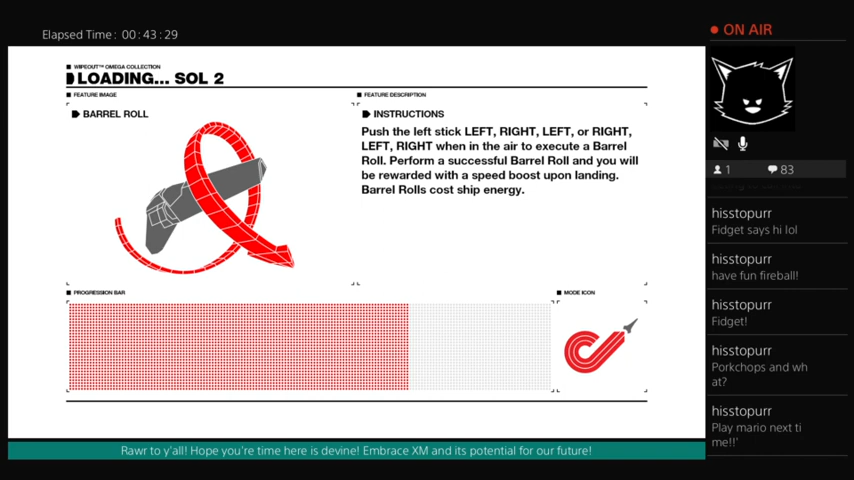 Elapsed Time: 00:43:29
ON AIR
WIPEOUT™ OMEGA COLLECTION
LOADING... SOL 2
FEATURE IMAGE
FEATURE DESCRIPTION
BARREL ROLL
INSTRUCTIONS
Push the left stick LEFT, RIGHT, LEFT, or RIGHT,
LEFT, RIGHT when in the air to execute a Barrel
Roll. Perform a successful Barrel Roll and you will
be rewarded with a speed boost upon landing.
Barrel Rolls cost ship energy.
PROGRESSION BAR
MODE ICON
1
83
hisstopurr
Fidget says hi lol
hisstopurr
have fun fireball!
hisstopurr
Fidget!
hisstopurr
Porkchops and wh
at?
hisstopurr
Play mario next ti
me!!'
Rawr to y'all! Hope you're time here is devine! Embrace XM and its potential for our future!